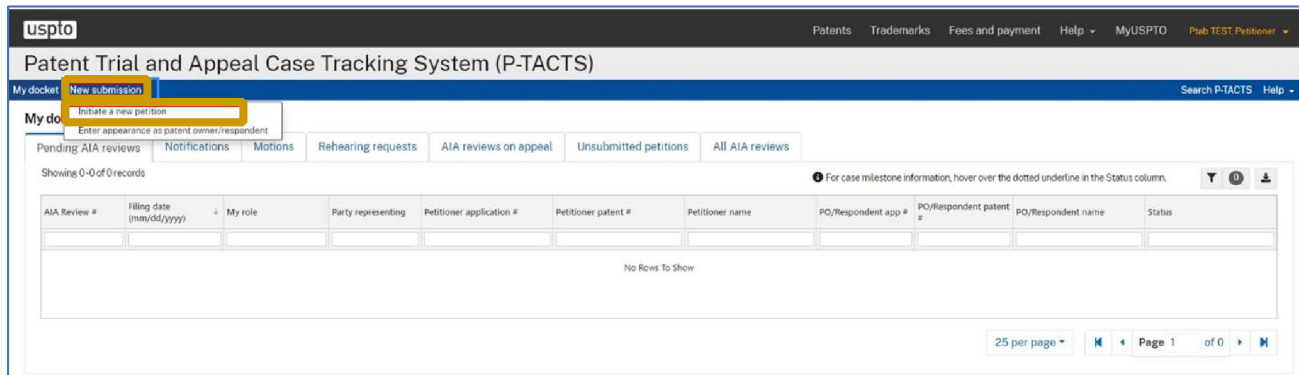 uspto
Patents Trademarks Fees and payment Help MyUSPTO Ptab TEST, Petitioner
Patent Trial and Appeal Case Tracking System (P-TACTS)
My docket New submission Search P-TACTS Help
Initiate a new petition
My do
Enter appearance as patent owner/respondent
Pending AIA reviews Notifications Motions Rehearing requests AIA reviews on appeal Unsubmitted petitions All AIA reviews
Showing 0-0 of 0 records For case milestone information, hover over the dotted underline in the Status column. 0
AIA Review # Filing date (mm/dd/yyyy) My role Party representing Petitioner application # Petitioner patent # Petitioner name PO/Respondent app # PO/Respondent patent # PO/Respondent name Status
No Rows To Show
25 per page Page 1 of 0